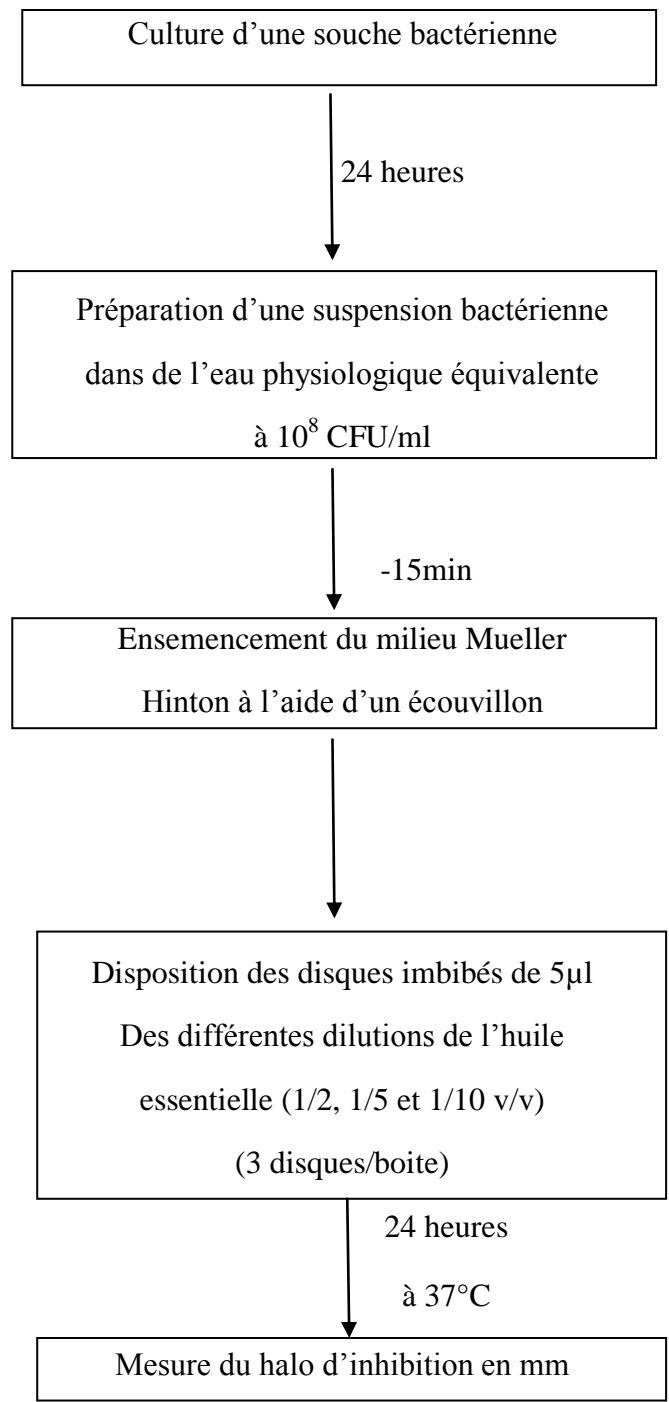 Culture d’une souche bactérienne
24 heures
Préparation d’une suspension bactérienne
dans de l’eau physiologique équivalente
à 10⁸ CFU/ml
-15min
Ensemencement du milieu Mueller
Hinton à l’aide d’un écouvillon
Disposition des disques imbibés de 5µl
Des différentes dilutions de l’huile
essentielle (1/2, 1/5 et 1/10 v/v)
(3 disques/boite)
24 heures
à 37°C
Mesure du halo d’inhibition en mm